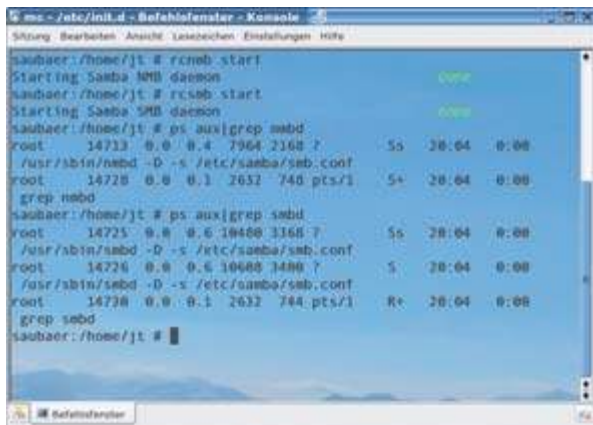 mc - /etc/init.d - Befehlsfenster - Konsole
Sitzung Bearbeiten Ansicht Lesezeichen Einstellungen Hilfe
saubaer:/home/jt # rcnmb start
Starting Samba NMB daemon done
saubaer:/home/jt # rcsmb start
Starting Samba SMB daemon done
saubaer:/home/jt # ps aux|grep nmbd
root 14713 0.0 0.4 7964 2168 ? Ss 20:04 0:00
/usr/sbin/nmbd -D -s /etc/samba/smb.conf
root 14720 0.0 0.1 2632 748 pts/1 S+ 20:04 0:00
grep nmbd
saubaer:/home/jt # ps aux|grep smbd
root 14725 0.0 0.6 10480 3368 ? Ss 20:04 0:00
/usr/sbin/smbd -D -s /etc/samba/smb.conf
root 14726 0.0 0.6 10608 3400 ? S 20:04 0:00
/usr/sbin/smbd -D -s /etc/samba/smb.conf
root 14730 0.0 0.1 2632 744 pts/1 R+ 20:04 0:00
grep smbd
saubaer:/home/jt #
Befehlsfenster